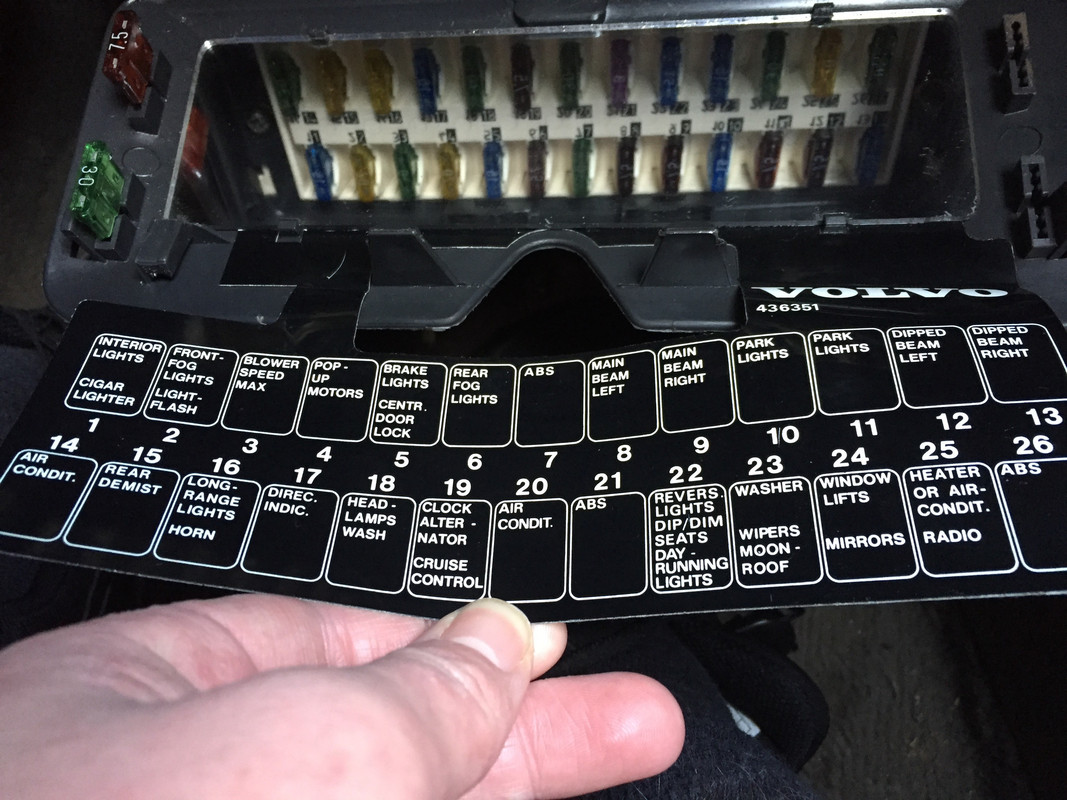 7.5
30
VOLVO
436351
INTERIOR
LIGHTS
CIGAR
LIGHTER
1
FRONT-
FOG
LIGHTS
LIGHT-
FLASH
2
BLOWER
SPEED
MAX
3
POP-
UP
MOTORS
4
BRAKE
LIGHTS
CENTR.
DOOR
LOCK
5
REAR
FOG
LIGHTS
6
ABS
7
MAIN
BEAM
LEFT
8
MAIN
BEAM
RIGHT
9
PARK
LIGHTS
10
PARK
LIGHTS
11
DIPPED
BEAM
LEFT
12
DIPPED
BEAM
RIGHT
13
14
AIR
CONDIT.
15
REAR
DEMIST
16
LONG-
RANGE
LIGHTS
HORN
17
DIREC.
INDIC.
18
HEAD-
LAMPS
WASH
19
CLOCK
ALTER-
NATOR
CRUISE
CONTROL
20
AIR
CONDIT.
21
ABS
22
REVERS.
LIGHTS
DIP/DIM
SEATS
DAY-
RUNNING
LIGHTS
23
WASHER
WIPERS
MOON-
ROOF
24
WINDOW
LIFTS
MIRRORS
25
HEATER
OR AIR-
CONDIT.
RADIO
26
ABS